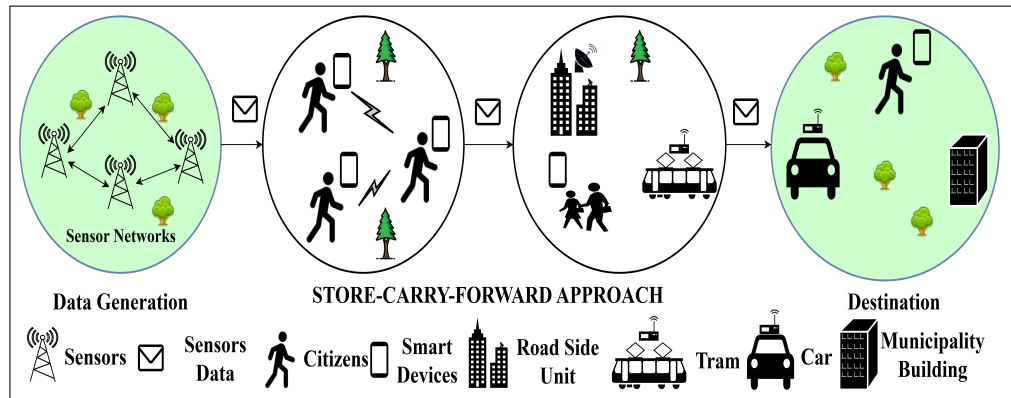 Sensor Networks
Data Generation
STORE-CARRY-FORWARD APPROACH
Destination
Sensors
Sensors
Data
Citizens
Smart
Devices
Road Side
Unit
Tram
Car
Municipality
Building